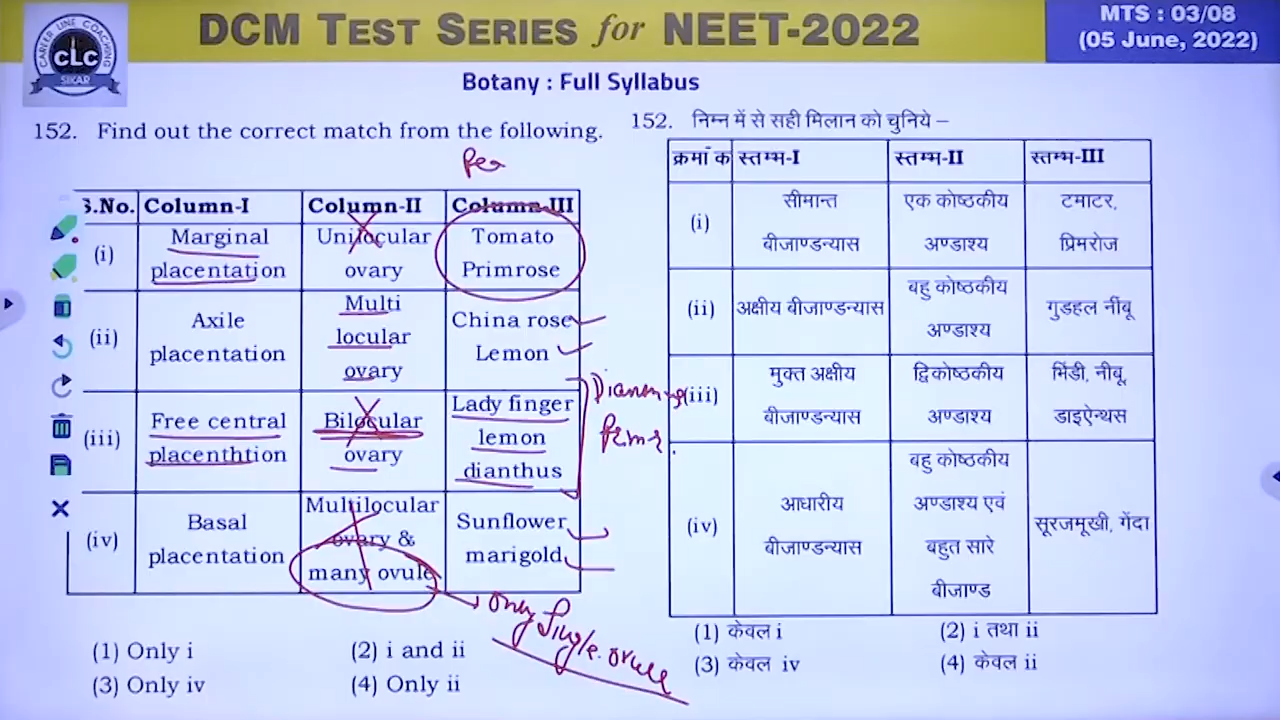 DCM TEST SERIES for NEET-2022
MTS : 03/08
(05 June, 2022)
CAREER LINE COACHING
CLC
SIKAR
Botany : Full Syllabus
152. Find out the correct match from the following.
Per
S.No. Column-I Column-II Column-III
(i) Marginal placentation Unilocular ovary Tomato Primrose
(ii) Axile placentation Multi locular ovary China rose Lemon
(iii) Free central placenthtion Bilocular ovary Lady finger lemon dianthus
(iv) Basal placentation Multilocular ovary & many ovule Sunflower marigold
only Single ovule
(1) Only i (2) i and ii
(3) Only iv (4) Only ii
152. निम्न में से सही मिलान को चुनिये –
क्रमांक स्तम्भ-I स्तम्भ-II स्तम्भ-III
(i) सीमान्त बीजाण्डन्यास एक कोष्ठकीय अण्डाश्य टमाटर, प्रिमरोज
(ii) अक्षीय बीजाण्डन्यास बहु कोष्ठकीय अण्डाश्य गुडहल नींबू
(iii) मुक्त अक्षीय बीजाण्डन्यास द्विकोष्ठकीय अण्डाश्य भिंडी, नीबू, डाइऐन्थस
(iv) आधारीय बीजाण्डन्यास बहु कोष्ठकीय अण्डाश्य एवं बहुत सारे बीजाण्ड सूरजमूखी, गेंदा
(1) केवल i (2) i तथा ii
(3) केवल iv (4) केवल ii